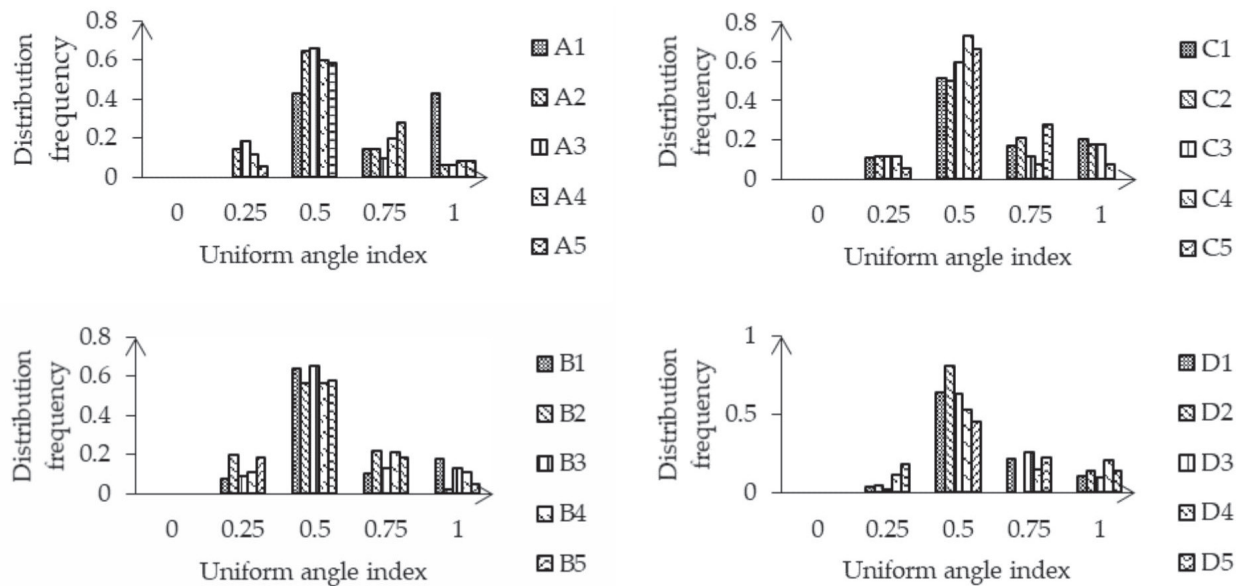 Distribution
frequency
0.8
0.6
0.4
0.2
0
0 0.25 0.5 0.75 1
Uniform angle index
A1
A2
A3
A4
A5
Distribution
frequency
0.8
0.6
0.4
0.2
0
0 0.25 0.5 0.75 1
Uniform angle index
C1
C2
C3
C4
C5
Distribution
frequency
0.8
0.6
0.4
0.2
0
0 0.25 0.5 0.75 1
Uniform angle index
B1
B2
B3
B4
B5
Distribution
frequency
1
0.5
0
0 0.25 0.5 0.75 1
Uniform angle index
D1
D2
D3
D4
D5